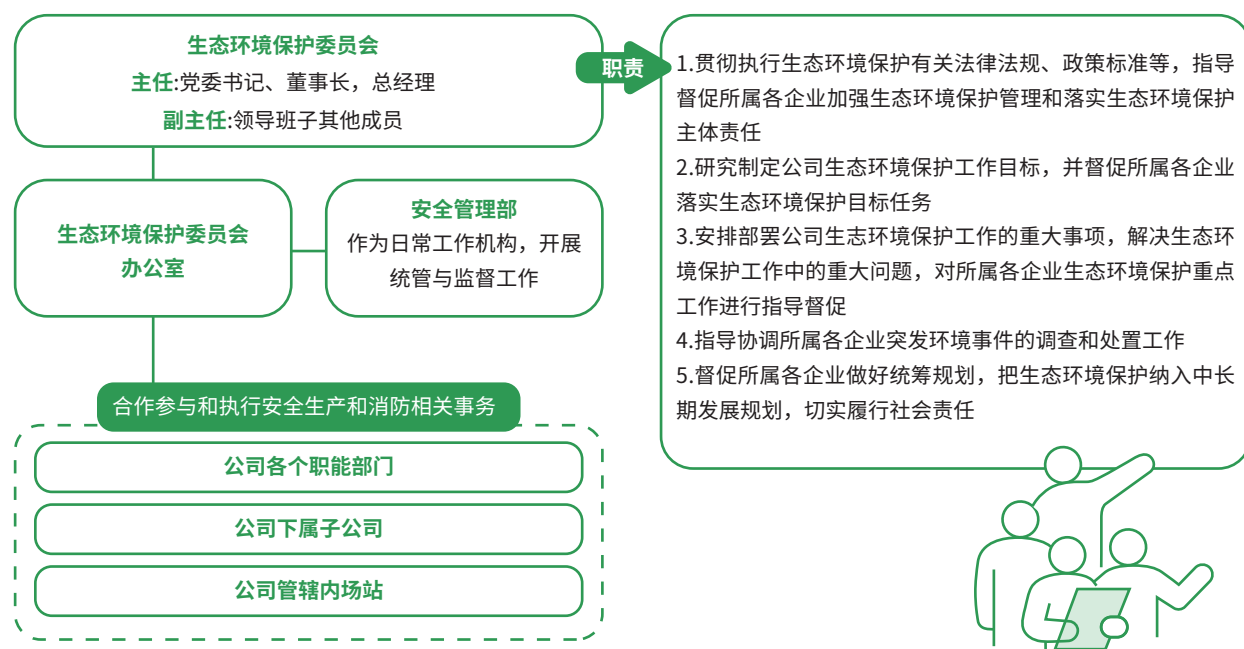 生态环境保护委员会
主任:党委书记、董事长，总经理
副主任:领导班子其他成员
职责
1.贯彻执行生态环境保护有关法律法规、政策标准等，指导
督促所属各企业加强生态环境保护管理和落实生态环境保护
主体责任
2.研究制定公司生态环境保护工作目标，并督促所属各企业
落实生态环境保护目标任务
3.安排部罢公司生志环境保护工作的重大事项，解决生态环
境保护工作中的重大问题，对所属各企业生态环境保护重点
工作进行指导督促
4.指导协调所属各企业突发环境事件的调查和处置工作
5.督促所属各企业做好统筹规划，把生态环境保护纳入中长
期发展规划，切实履行社会责任
生态环境保护委员会
办公室
安全管理部
作为日常工作机构，开展
统管与监督工作
合作参与和执行安全生产和消防相关事务
公司各个职能部门
公司下属子公司
公司管辖内场站